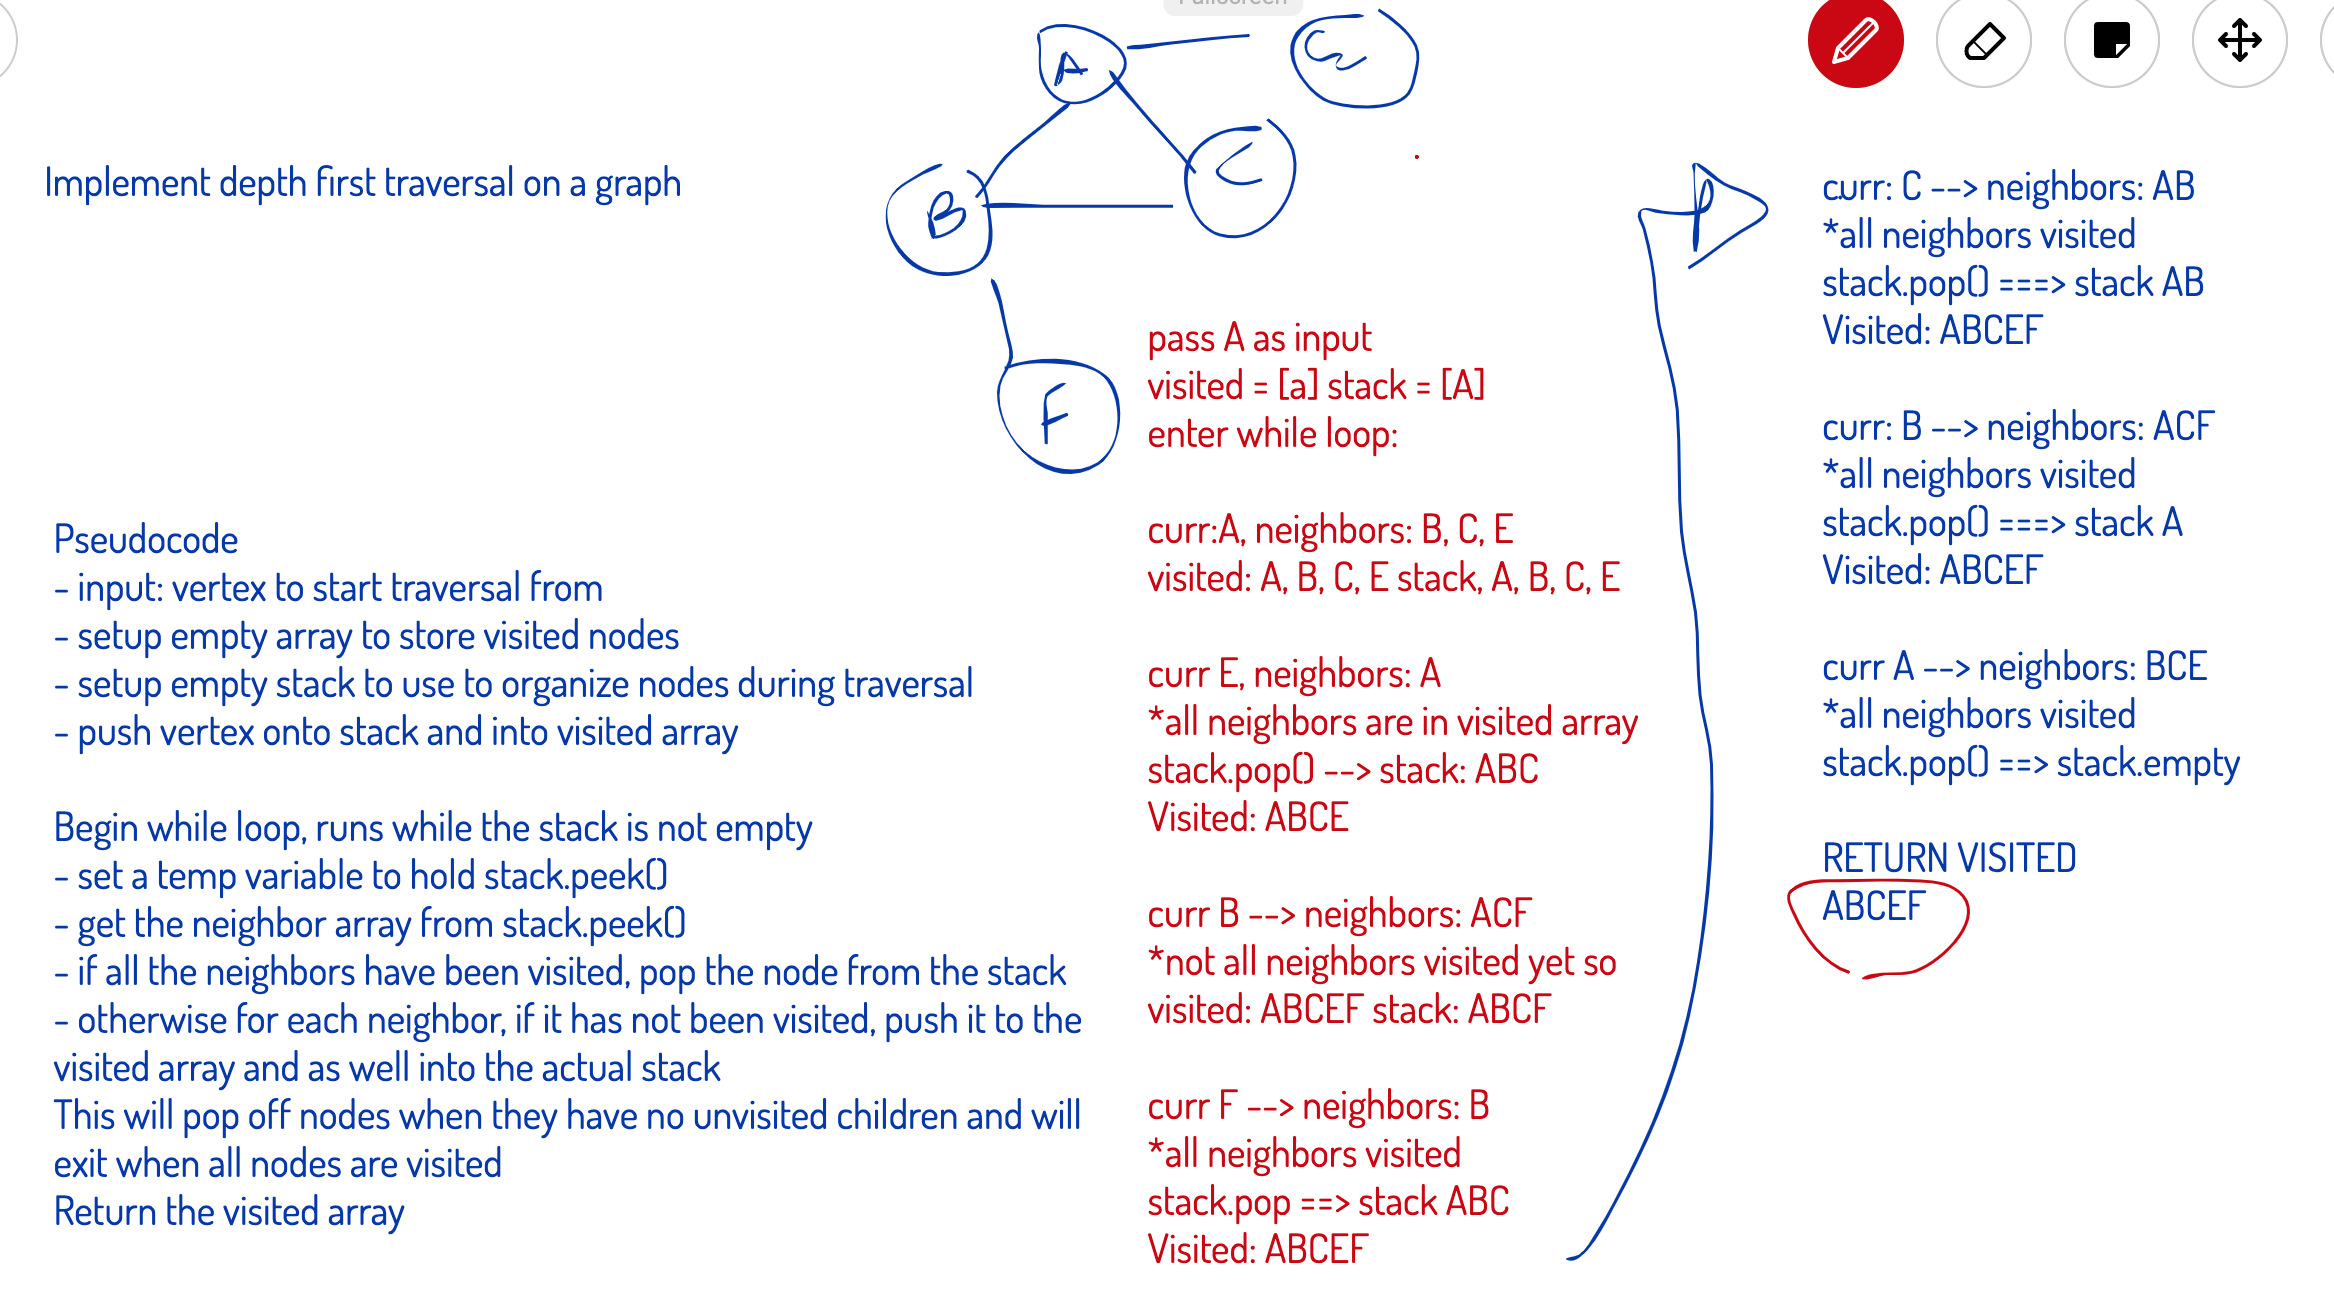 Fullscreen
A
E
C
B
F
Implement depth first traversal on a graph
Pseudocode
- input: vertex to start traversal from
- setup empty array to store visited nodes
- setup empty stack to use to organize nodes during traversal
- push vertex onto stack and into visited array
Begin while loop, runs while the stack is not empty
- set a temp variable to hold stack.peek()
- get the neighbor array from stack.peek()
- if all the neighbors have been visited, pop the node from the stack
- otherwise for each neighbor, if it has not been visited, push it to the
visited array and as well into the actual stack
This will pop off nodes when they have no unvisited children and will
exit when all nodes are visited
Return the visited array
pass A as input
visited = [a] stack = [A]
enter while loop:
curr:A, neighbors: B, C, E
visited: A, B, C, E stack, A, B, C, E
curr E, neighbors: A
*all neighbors are in visited array
stack.pop() --> stack: ABC
Visited: ABCE
curr B --> neighbors: ACF
*not all neighbors visited yet so
visited: ABCEF stack: ABCF
curr F --> neighbors: B
*all neighbors visited
stack.pop ==> stack ABC
Visited: ABCEF
curr: C --> neighbors: AB
*all neighbors visited
stack.pop() ===> stack AB
Visited: ABCEF
curr: B --> neighbors: ACF
*all neighbors visited
stack.pop() ===> stack A
Visited: ABCEF
curr A --> neighbors: BCE
*all neighbors visited
stack.pop() ==> stack.empty
RETURN VISITED
ABCEF